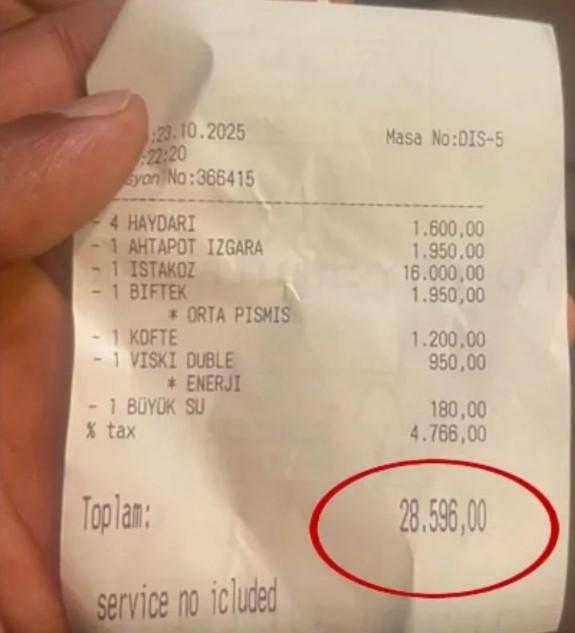 :23.10.2025 Masa No:DIS-5
:22:20
syon No:366415
- 4 HAYDARI 1.600,00
- 1 AHTAPOT IZGARA 1.950,00
- 1 ISTAKOZ 16.000,00
- 1 BIFTEK 1.950,00
* ORTA PISMIS
- 1 KOFTE 1.200,00
- 1 VISKI DUBLE 950,00
* ENERJI
- 1 BÜYÜK SU 180,00
% tax 4.766,00
Toplam: 28.596,00
service no icluded